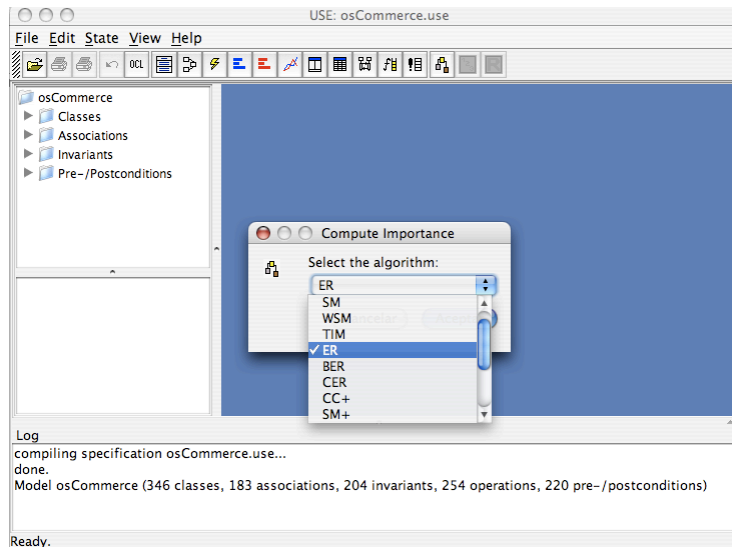 USE: osCommerce.use
File Edit State View Help
OCL
osCommerce
Classes
Associations
Invariants
Pre-/Postconditions
Compute Importance
Select the algorithm:
ER
SM
WSM
TIM
✓ ER
BER
CER
CC+
SM+
Log
compiling specification osCommerce.use...
done.
Model osCommerce (346 classes, 183 associations, 204 invariants, 254 operations, 220 pre-/postconditions)
Ready.